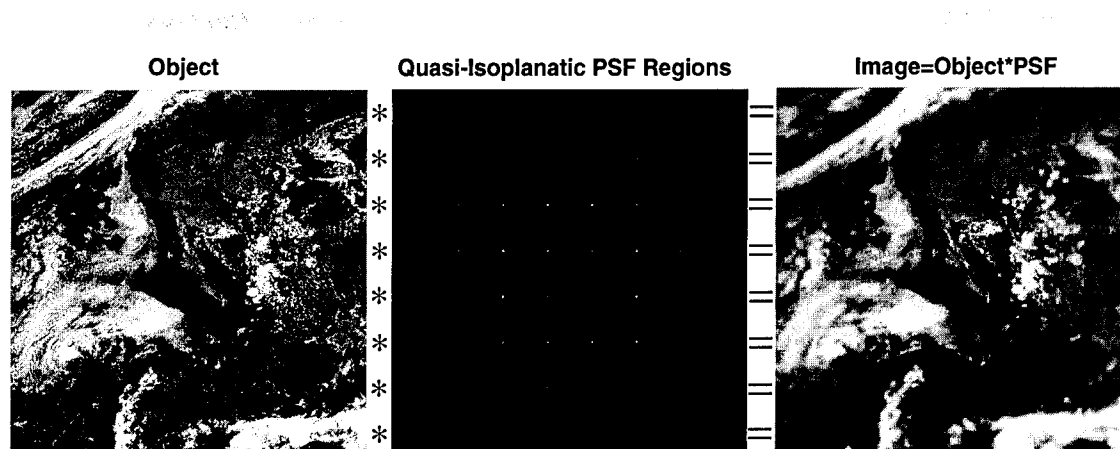 Object
Quasi-Isoplanatic PSF Regions
Image=Object*PSF
* =
* =
* =
* =
* =
* =
* =
* =